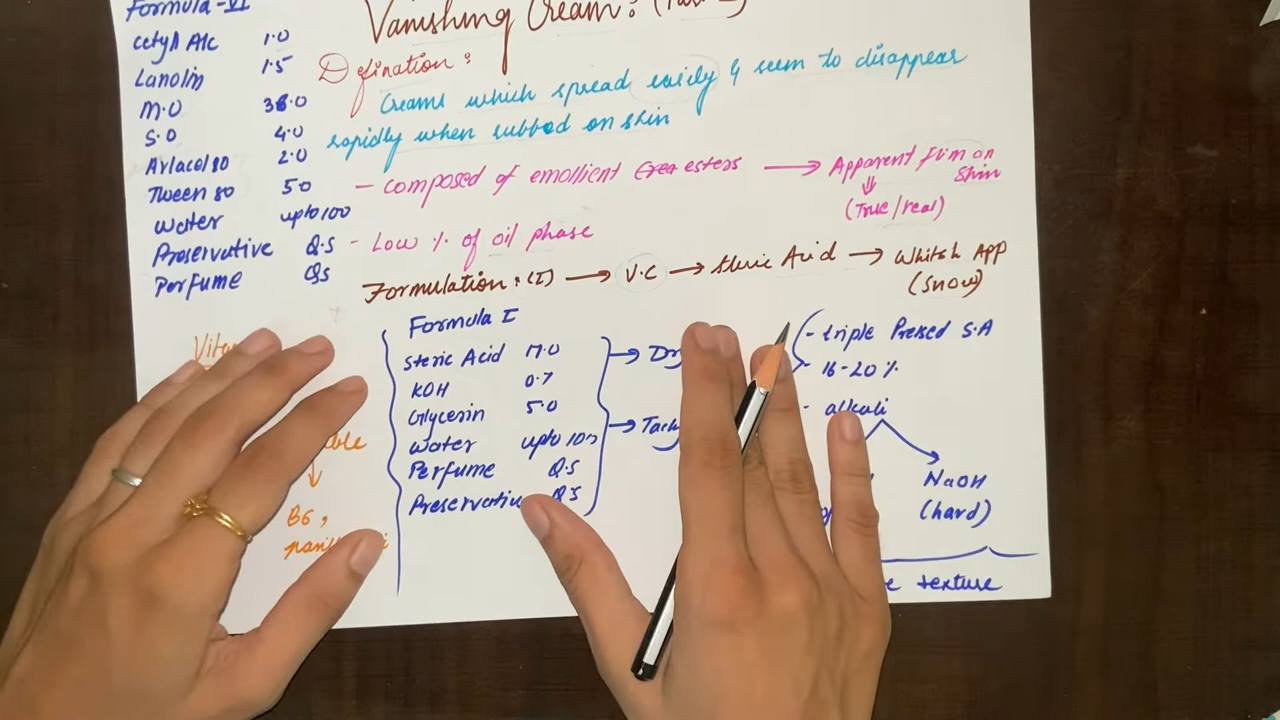 Formula-VI
Cetyl Alc 1.0
Lanolin 1.5
M.O 38.0
S.O 4.0
Arlacel 80 2.0
Tween 80 5.0
Water upto 100
Preservative Q.S
Perfume QS
Vanishing Cream:
Defination:
Creams which spread easily & seem to disappear
rapidly when rubbod on skin
- composed of emollient esters → Apparent film on
skin
(True/real)
- Low % of oil phase
Formulation: (I) → V.C → Steric Acid → Whitsh App
(snow)
Formula I
Steric Acid 17.0
KOH 0.7
Glycerin 5.0
Water upto 100
Perfume Q.S
Preservative QS
- triple Pressed S.A
- 16-20%
- alkali
NaOH
(hard)
texture
B6,